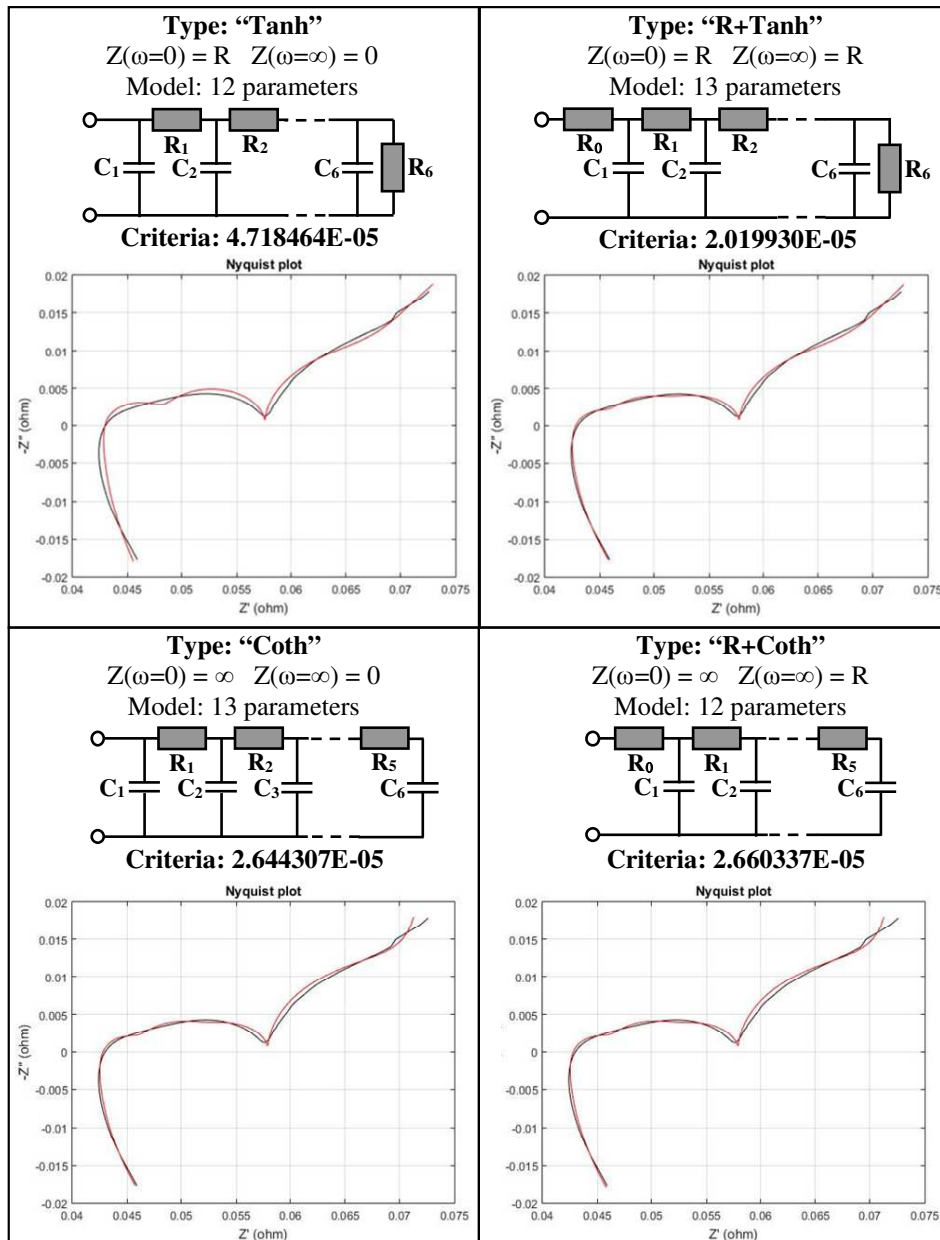 Type: “Tanh”
Z(ω=0) = R Z(ω=∞) = 0
Model: 12 parameters
R1
R2
C1
C2
C6
R6
Criteria: 4.718464E-05
Nyquist plot
0.02
0.015
0.01
0.005
0
-0.005
-0.01
-0.015
-0.02
-Z" (ohm)
0.04 0.045 0.05 0.055 0.06 0.065 0.07 0.075
Z' (ohm)
Type: “R+Tanh”
Z(ω=0) = R Z(ω=∞) = R
Model: 13 parameters
R0
R1
R2
C1
C2
C6
R6
Criteria: 2.019930E-05
Nyquist plot
0.02
0.015
0.01
0.005
0
-0.005
-0.01
-0.015
-0.02
-Z" (ohm)
0.04 0.045 0.05 0.055 0.06 0.065 0.07 0.075
Z' (ohm)
Type: “Coth”
Z(ω=0) = ∞ Z(ω=∞) = 0
Model: 13 parameters
R1
R2
R5
C1
C2
C3
C6
Criteria: 2.644307E-05
Nyquist plot
0.02
0.015
0.01
0.005
0
-0.005
-0.01
-0.015
-0.02
-Z" (ohm)
0.04 0.045 0.05 0.055 0.06 0.065 0.07 0.075
Z' (ohm)
Type: “R+Coth”
Z(ω=0) = ∞ Z(ω=∞) = R
Model: 12 parameters
R0
R1
R5
C1
C2
C6
Criteria: 2.660337E-05
Nyquist plot
0.02
0.015
0.01
0.005
0
-0.005
-0.01
-0.015
-0.02
-Z" (ohm)
0.04 0.045 0.05 0.055 0.06 0.065 0.07 0.075
Z' (ohm)